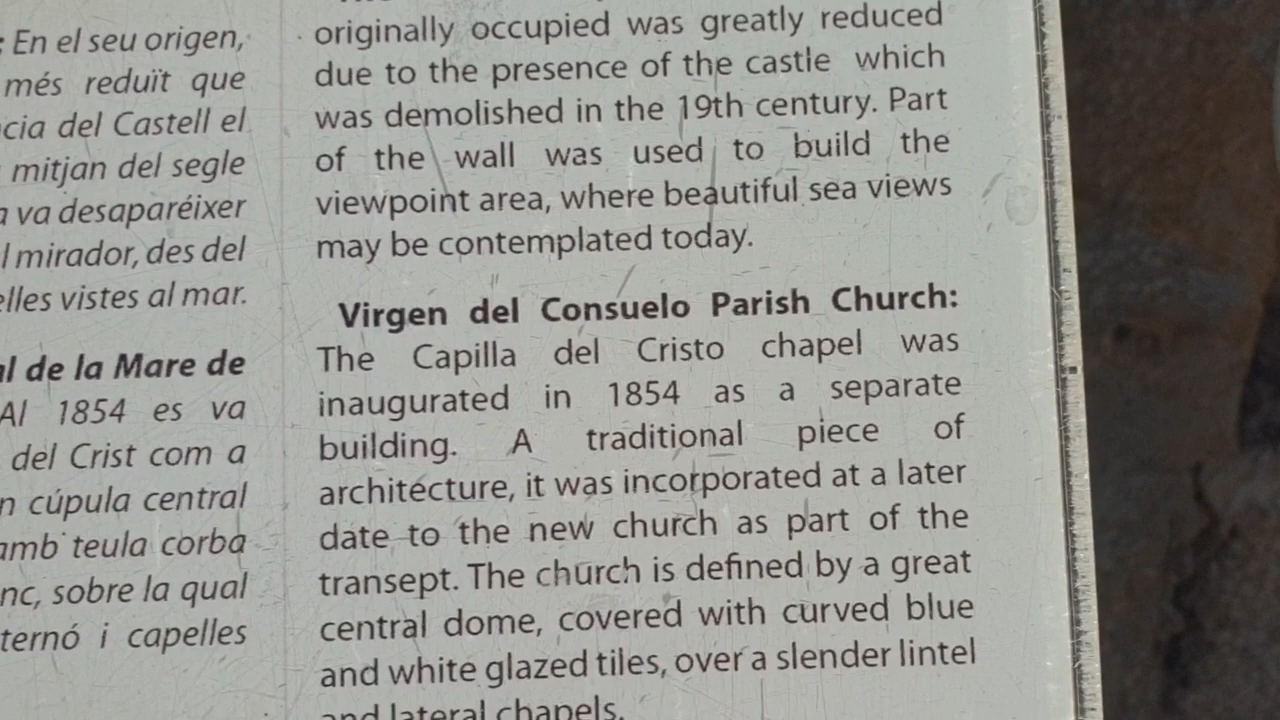 : En el seu origen,
més reduït que
cia del Castell el
mitjan del segle
a va desaparéixer
l mirador, des del
elles vistes al mar.
al de la Mare de
Al 1854 es va
del Crist com a
n cúpula central
amb teula corba
nc, sobre la qual
ternó i capelles
originally occupied was greatly reduced
due to the presence of the castle which
was demolished in the 19th century. Part
of the wall was used to build the
viewpoint area, where beautiful sea views
may be contemplated today.
Virgen del Consuelo Parish Church:
The Capilla del Cristo chapel was
inaugurated in 1854 as a separate
building. A traditional piece of
architecture, it was incorporated at a later
date to the new church as part of the
transept. The church is defined by a great
central dome, covered with curved blue
and white glazed tiles, over a slender lintel
and lateral chapels.